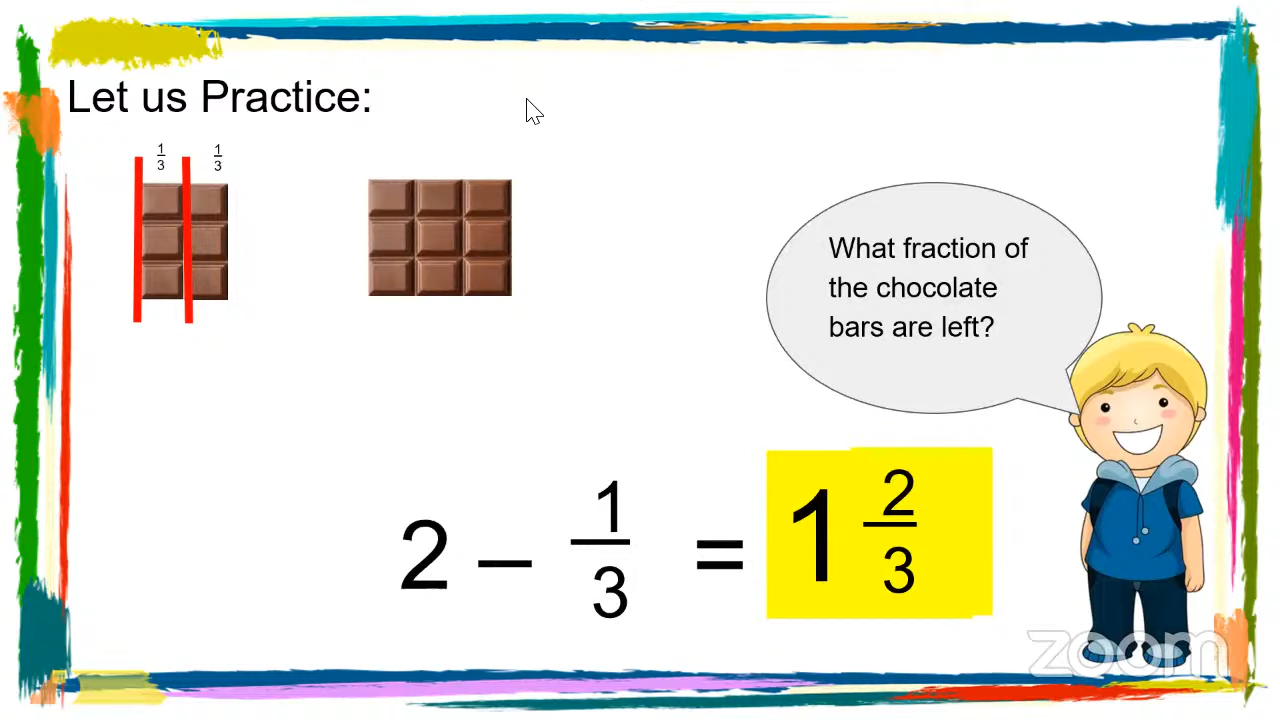 Let us Practice:
1/3 1/3
What fraction of
the chocolate
bars are left?
2 – 1/3 = 1 2/3
zoom